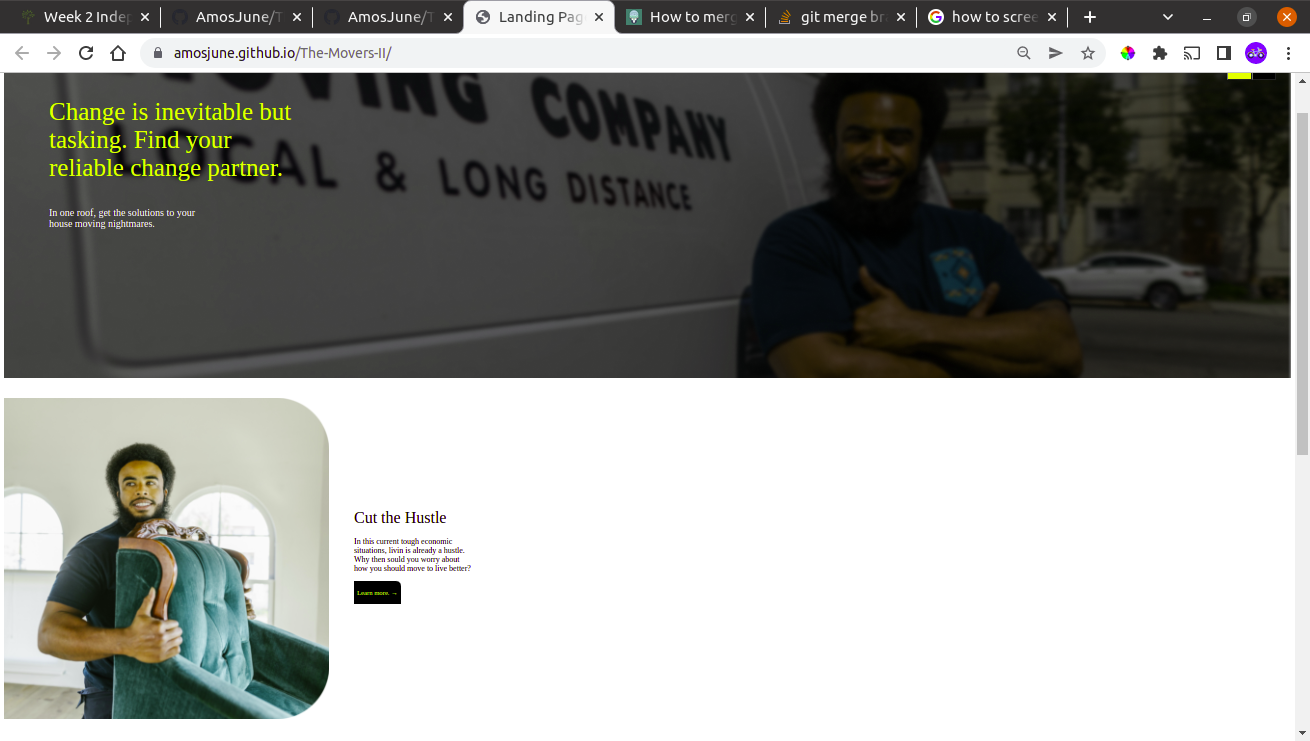 Week 2 Indep
AmosJune/T
AmosJune/T
Landing Pag
How to merg
git merge bra
how to scree
amosjune.github.io/The-Movers-II/
MOVING COMPANY
LOCAL & LONG DISTANCE
Change is inevitable but
tasking. Find your
reliable change partner.
In one roof, get the solutions to your
house moving nightmares.
Cut the Hustle
In this current tough economic
situations, livin is already a hustle.
Why then sould you worry about
how you should move to live better?
Learn more. →